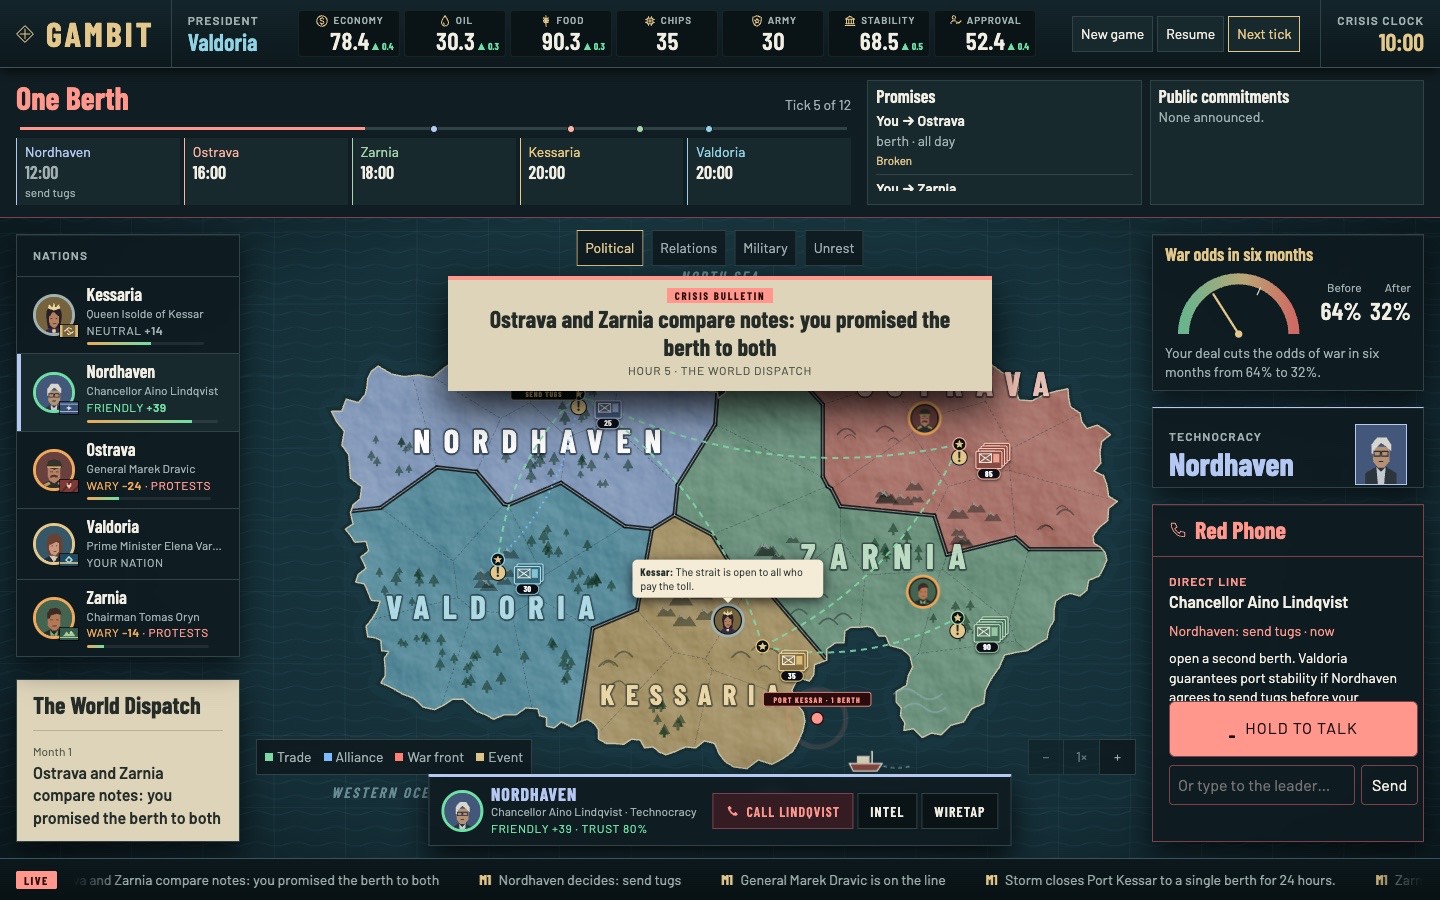 GAMBIT
PRESIDENT
Valdoria
ECONOMY
78.4 ▲ 0.4
OIL
30.3 ▲ 0.3
FOOD
90.3 ▲ 0.3
CHIPS
35
ARMY
30
STABILITY
68.5 ▲ 0.5
APPROVAL
52.4 ▲ 0.4
New game
Resume
Next tick
CRISIS CLOCK
10:00
One Berth
Tick 5 of 12
Nordhaven
12:00
send tugs
Ostrava
16:00
Zarnia
18:00
Kessaria
20:00
Valdoria
20:00
Promises
You → Ostrava
berth · all day
Broken
You → Zarnia
Public commitments
None announced.
NATIONS
Kessaria
Queen Isolde of Kessar
NEUTRAL +14
Nordhaven
Chancellor Aino Lindqvist
FRIENDLY +39
Ostrava
General Marek Dravic
WARY -24 · PROTESTS
Valdoria
Prime Minister Elena Var...
YOUR NATION
Zarnia
Chairman Tomas Oryn
WARY -14 · PROTESTS
The World Dispatch
Month 1
Ostrava and Zarnia
compare notes: you
promised the berth to both
Political
Relations
Military
Unrest
NORTH SEA
CRISIS BULLETIN
Ostrava and Zarnia compare notes: you promised the
berth to both
HOUR 5 · THE WORLD DISPATCH
SEND TUGS
25
NORDHAVEN
85
ZARNIA
Kessar: The strait is open to all who
pay the toll.
30
VALDORIA
90
35
KESSARIA
PORT KESSAR · 1 BERTH
Trade
Alliance
War front
Event
− 1× +
WESTERN OCE
NORDHAVEN
Chancellor Aino Lindqvist · Technocracy
FRIENDLY +39 · TRUST 80%
CALL LINDQVIST
INTEL
WIRETAP
War odds in six months
Before After
64% 32%
Your deal cuts the odds of war in six
months from 64% to 32%.
TECHNOCRACY
Nordhaven
Red Phone
DIRECT LINE
Chancellor Aino Lindqvist
Nordhaven: send tugs · now
open a second berth. Valdoria
guarantees port stability if Nordhaven
agrees to send tugs before your
HOLD TO TALK
Or type to the leader...
Send
LIVE
a and Zarnia compare notes: you promised the berth to both
M1 Nordhaven decides: send tugs
M1 General Marek Dravic is on the line
M1 Storm closes Port Kessar to a single berth for 24 hours.
M1